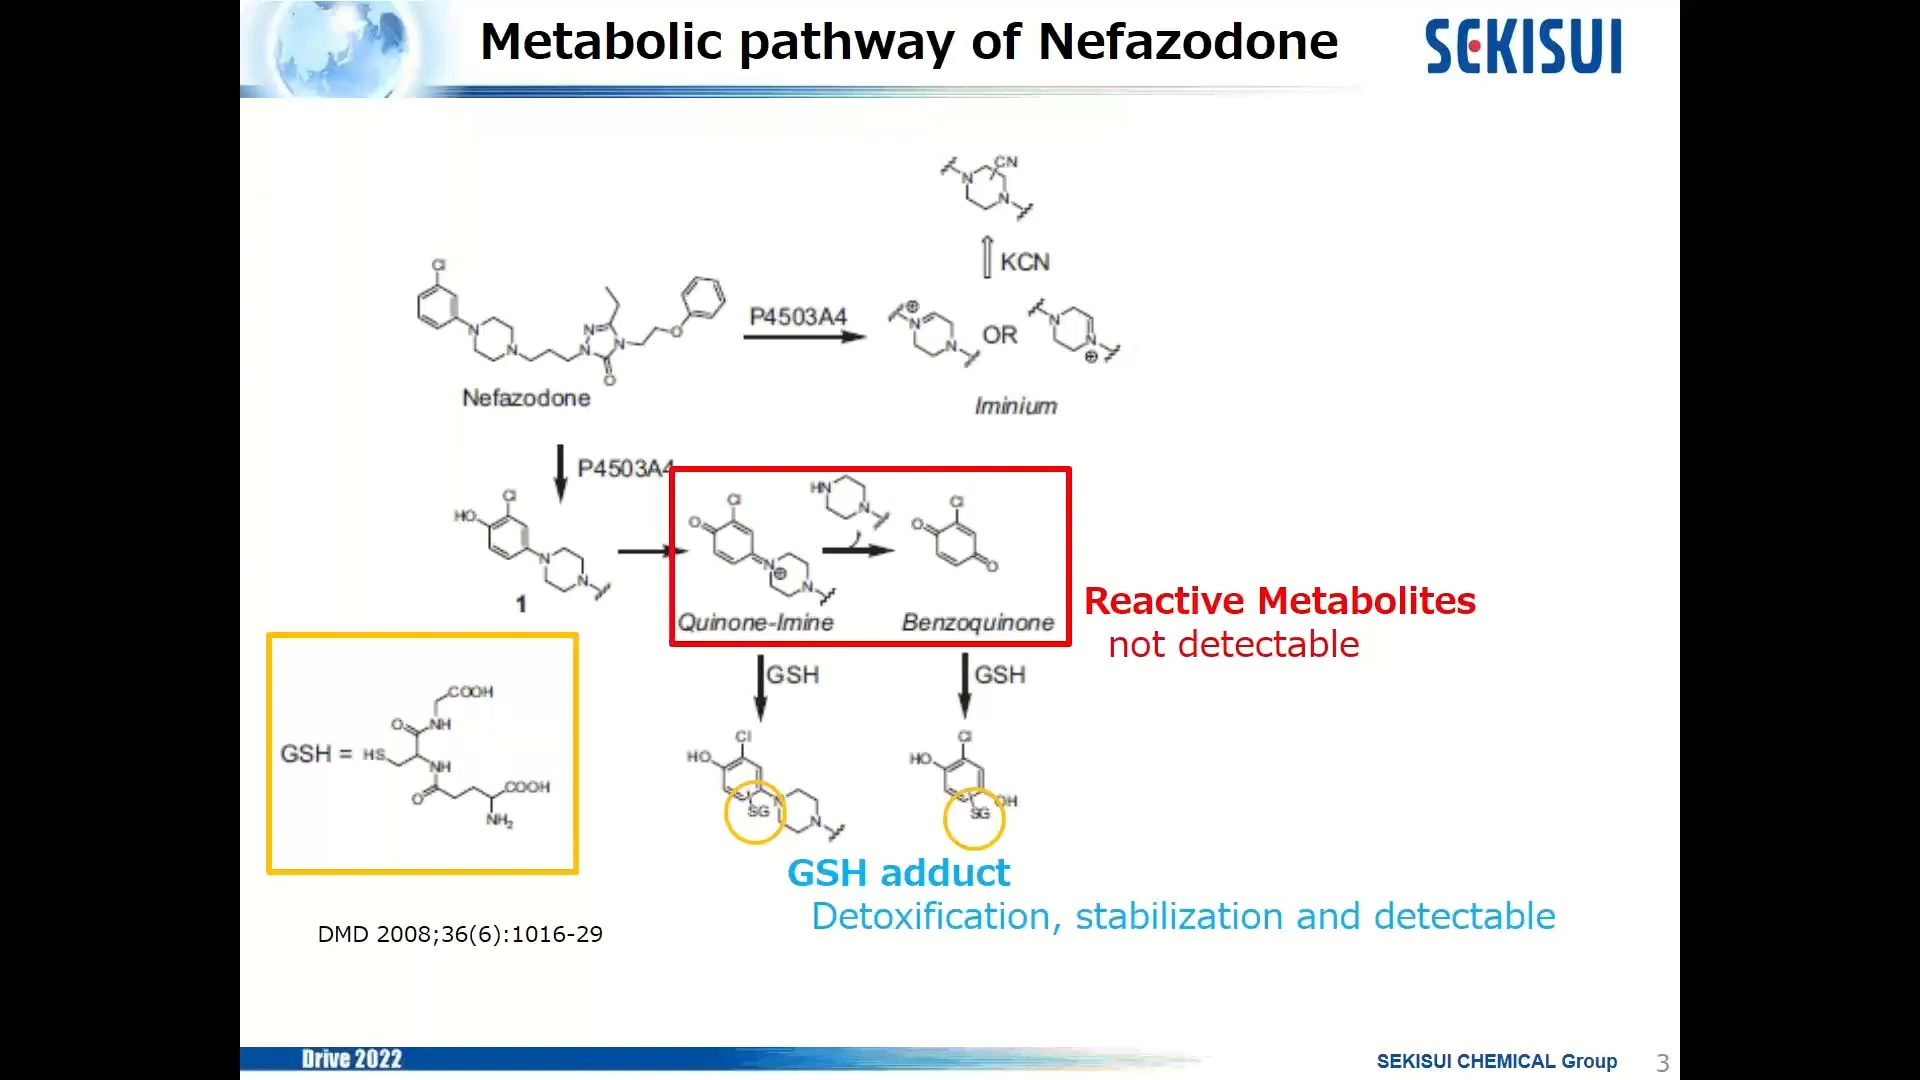 Metabolic pathway of Nefazodone
SEKISUI
CN
KCN
Cl
N
N
N
N
N
O
O
Nefazodone
P4503A4
N
N
OR
N
N
Iminium
P4503A4
Cl
HO
N
N
1
Cl
O
N
N
Quinone-Imine
HN
N
Cl
O
O
Benzoquinone
Reactive Metabolites
not detectable
GSH
GSH
GSH =
COOH
O
NH
HS
NH
O
COOH
NH₂
Cl
HO
SG
N
N
Cl
HO
OH
SG
GSH adduct
Detoxification, stabilization and detectable
DMD 2008;36(6):1016-29
Drive 2022
SEKISUI CHEMICAL Group
3